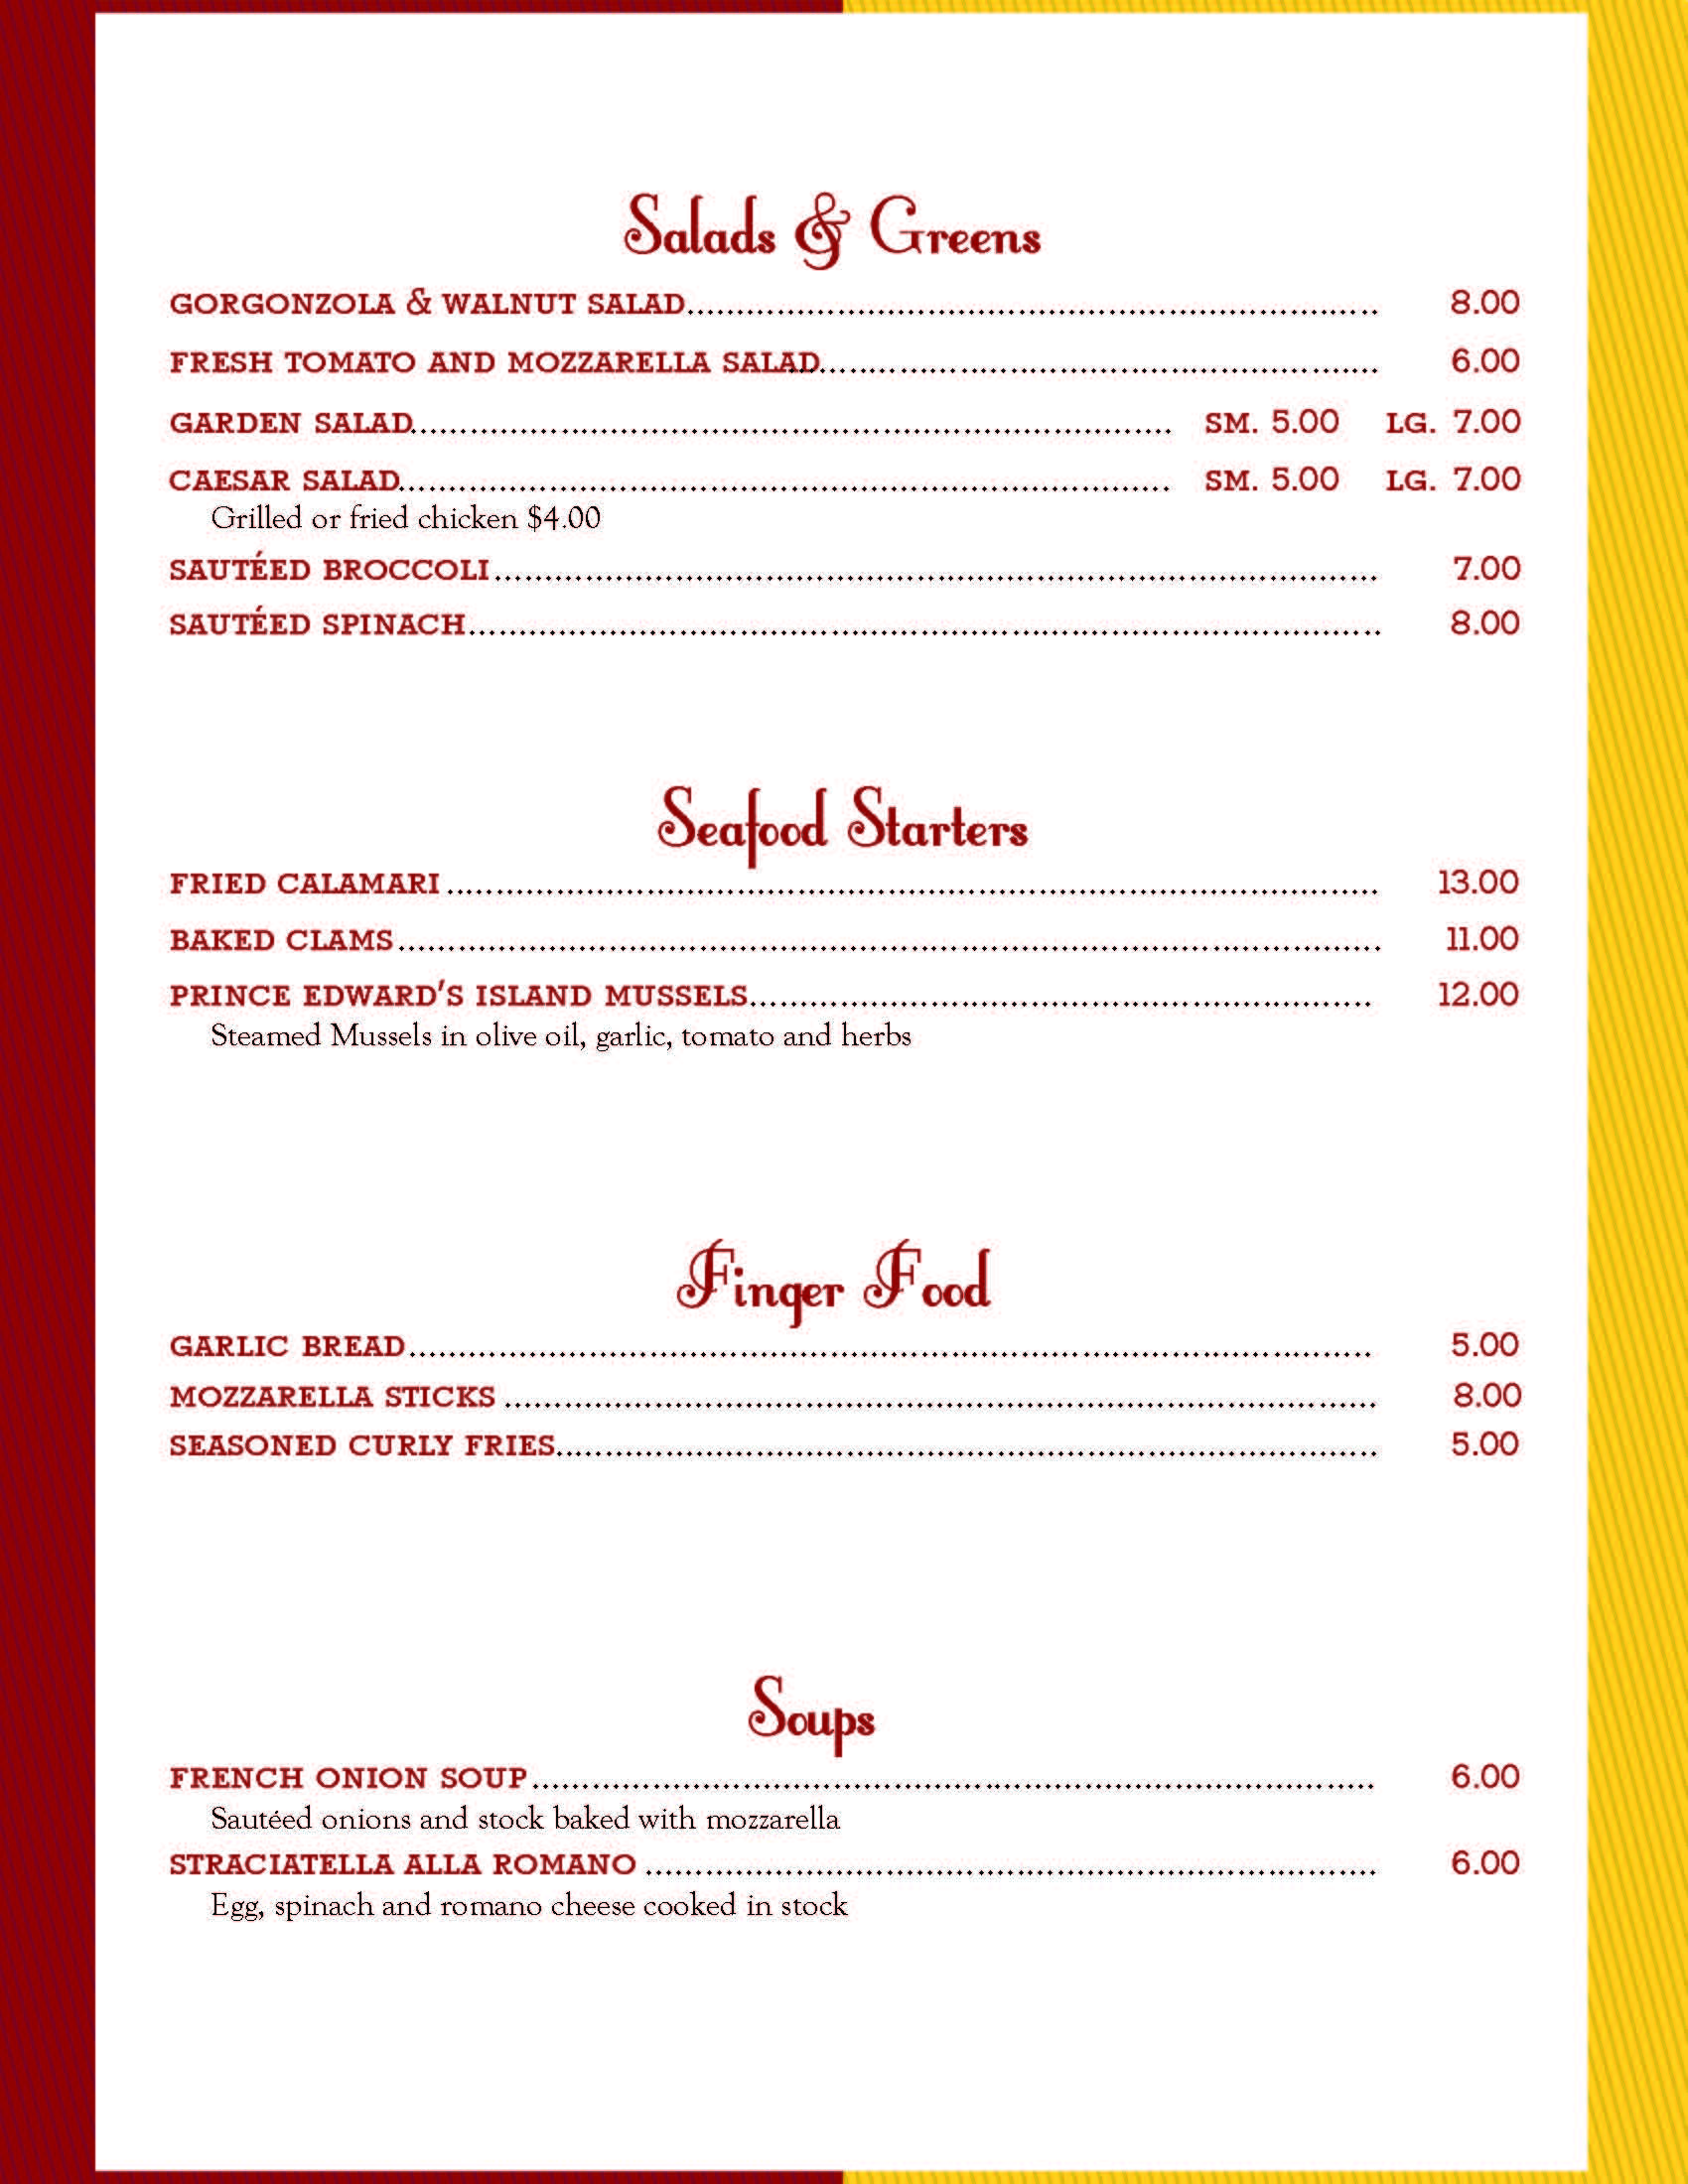 Salads & Greens
GORGONZOLA & WALNUT SALAD........ 8.00
FRESH TOMATO AND MOZZARELLA SALAD........ 6.00
GARDEN SALAD........ SM. 5.00 LG. 7.00
CAESAR SALAD........ SM. 5.00 LG. 7.00
Grilled or fried chicken $4.00
SAUTÉED BROCCOLI........ 7.00
SAUTÉED SPINACH........ 8.00
Seafood Starters
FRIED CALAMARI........ 13.00
BAKED CLAMS........ 11.00
PRINCE EDWARD'S ISLAND MUSSELS........ 12.00
Steamed Mussels in olive oil, garlic, tomato and herbs
Finger Food
GARLIC BREAD........ 5.00
MOZZARELLA STICKS........ 8.00
SEASONED CURLY FRIES........ 5.00
Soups
FRENCH ONION SOUP........ 6.00
Sautéed onions and stock baked with mozzarella
STRACIATELLA ALLA ROMANO........ 6.00
Egg, spinach and romano cheese cooked in stock